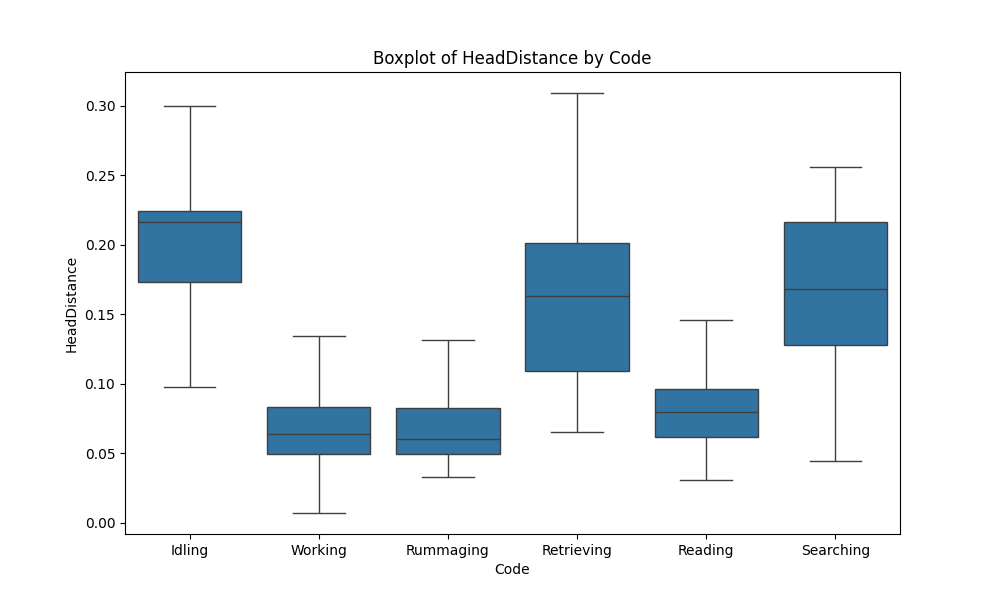 Boxplot of HeadDistance by Code
HeadDistance
0.30
0.25
0.20
0.15
0.10
0.05
0.00
Idling Working Rummaging Retrieving Reading Searching
Code